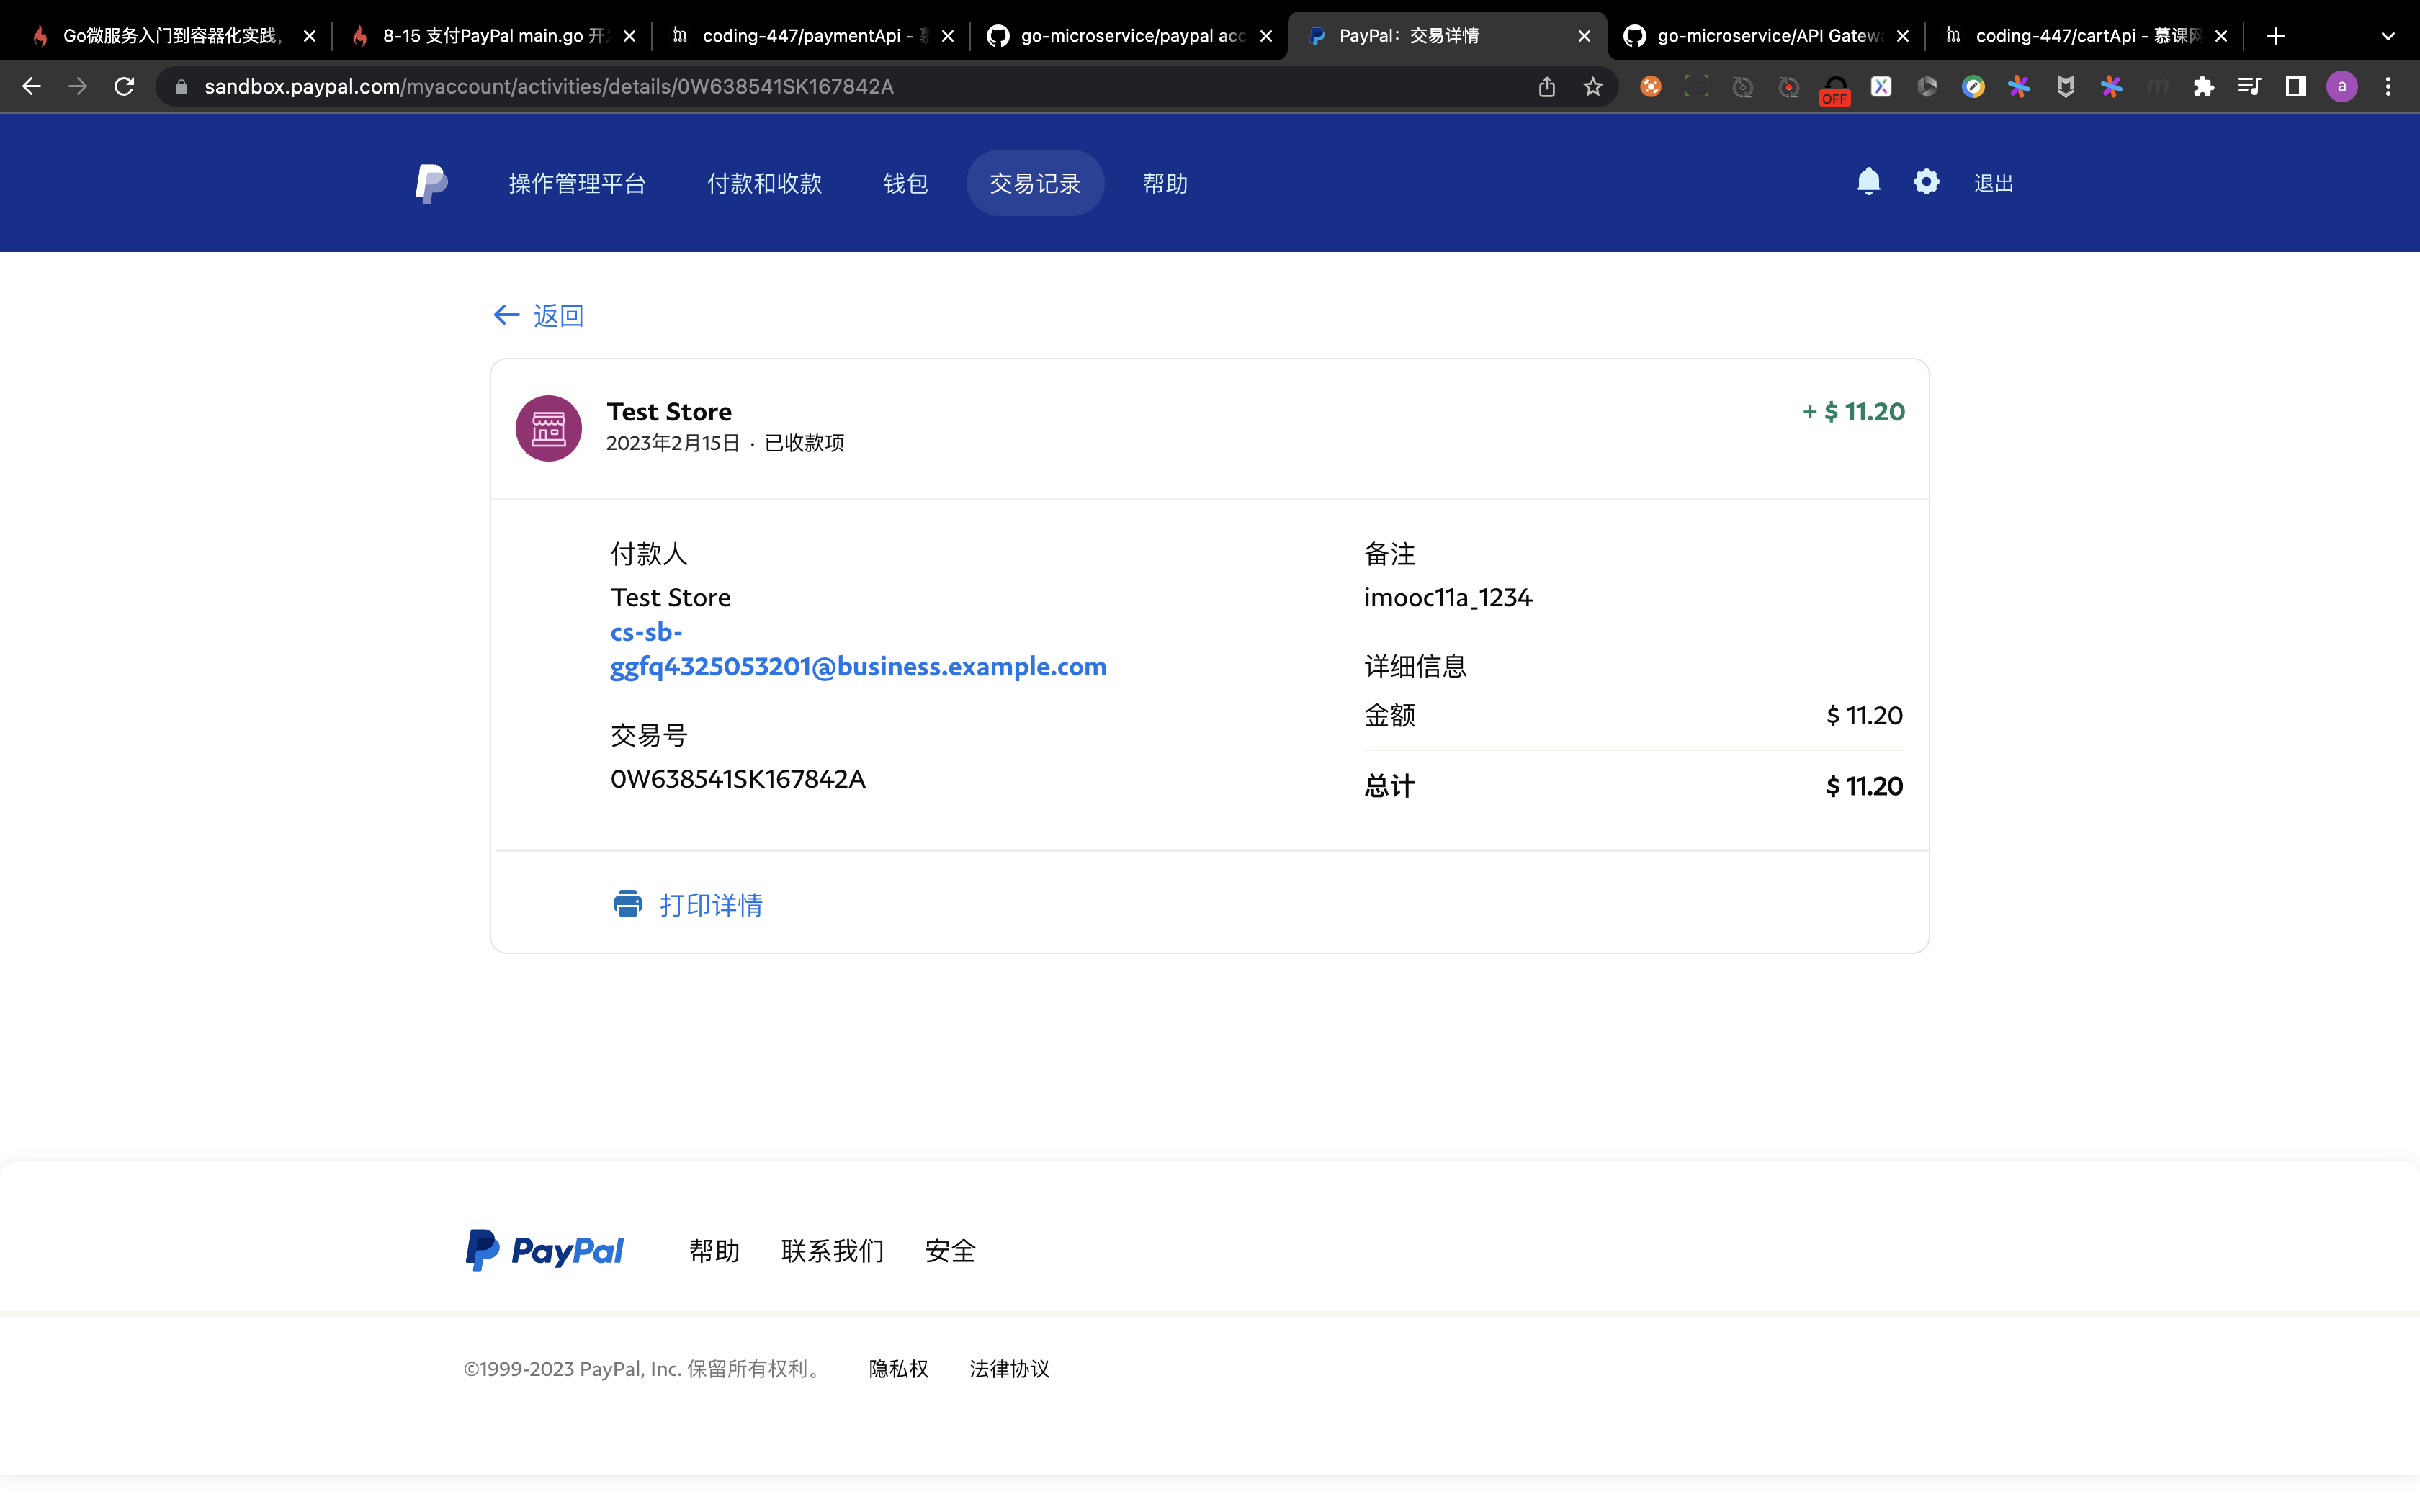 Go微服务入门到容器化实践,
8-15 支付PayPal main.go 开
coding-447/paymentApi -
go-microservice/paypal acc
PayPal：交易详情
go-microservice/API Gatew
coding-447/cartApi - 慕课网
sandbox.paypal.com/myaccount/activities/details/0W638541SK167842A
OFF
a
操作管理平台
付款和收款
钱包
交易记录
帮助
退出
返回
Test Store
+ $ 11.20
2023年2月15日 · 已收款项
付款人
Test Store
cs-sb-
ggfq4325053201@business.example.com
交易号
0W638541SK167842A
备注
imooc11a_1234
详细信息
金额 $ 11.20
总计 $ 11.20
打印详情
PayPal
帮助
联系我们
安全
©1999-2023 PayPal, Inc. 保留所有权利。
隐私权
法律协议